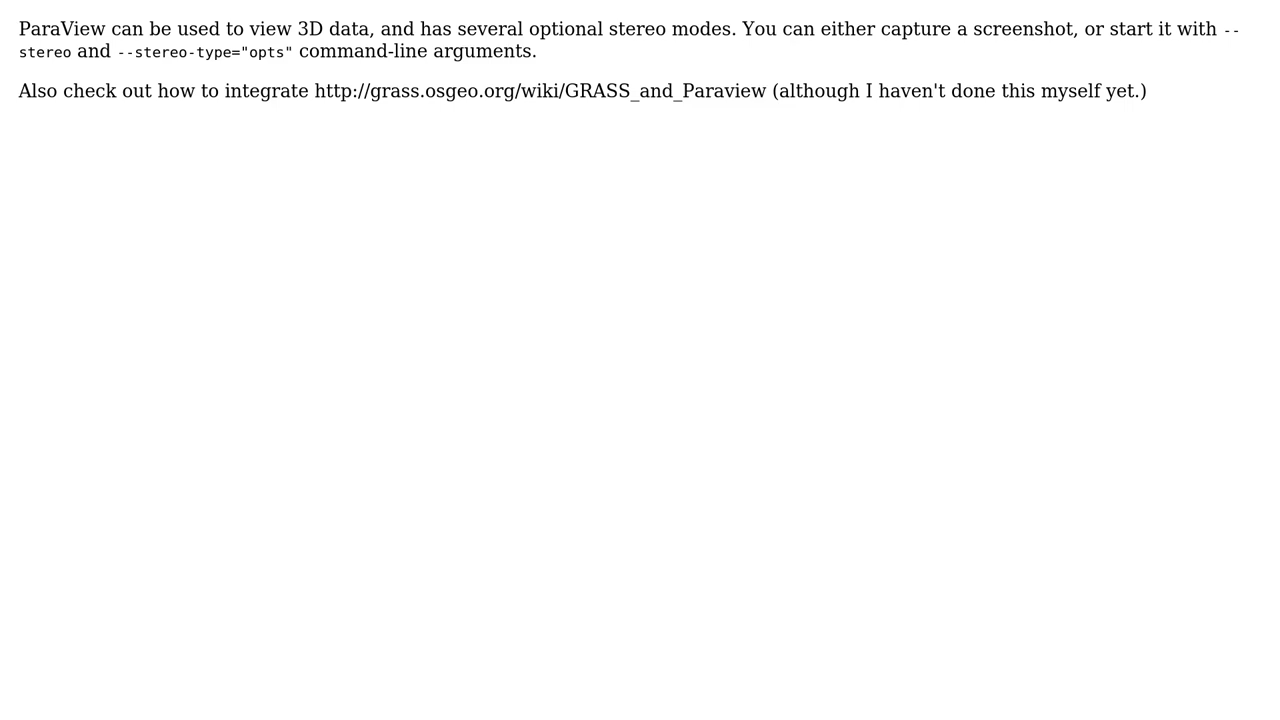 ParaView can be used to view 3D data, and has several optional stereo modes. You can either capture a screenshot, or start it with --
stereo and --stereo-type="opts" command-line arguments.
Also check out how to integrate http://grass.osgeo.org/wiki/GRASS_and_Paraview (although I haven't done this myself yet.)